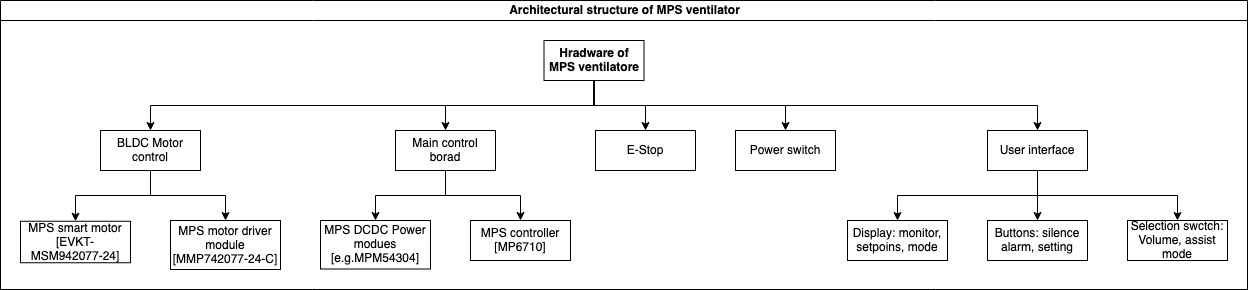 Architectural structure of MPS ventilator
Hradware of
MPS ventilatore
BLDC Motor
control
Main control
borad
E-Stop
Power switch
User interface
MPS smart motor
[EVKT-
MSM942077-24]
MPS motor driver
module
[MMP742077-24-C]
MPS DCDC Power
modues
[e.g.MPM54304]
MPS controller
[MP6710]
Display: monitor,
setpoins, mode
Buttons: silence
alarm, setting
Selection swctch:
Volume, assist
mode